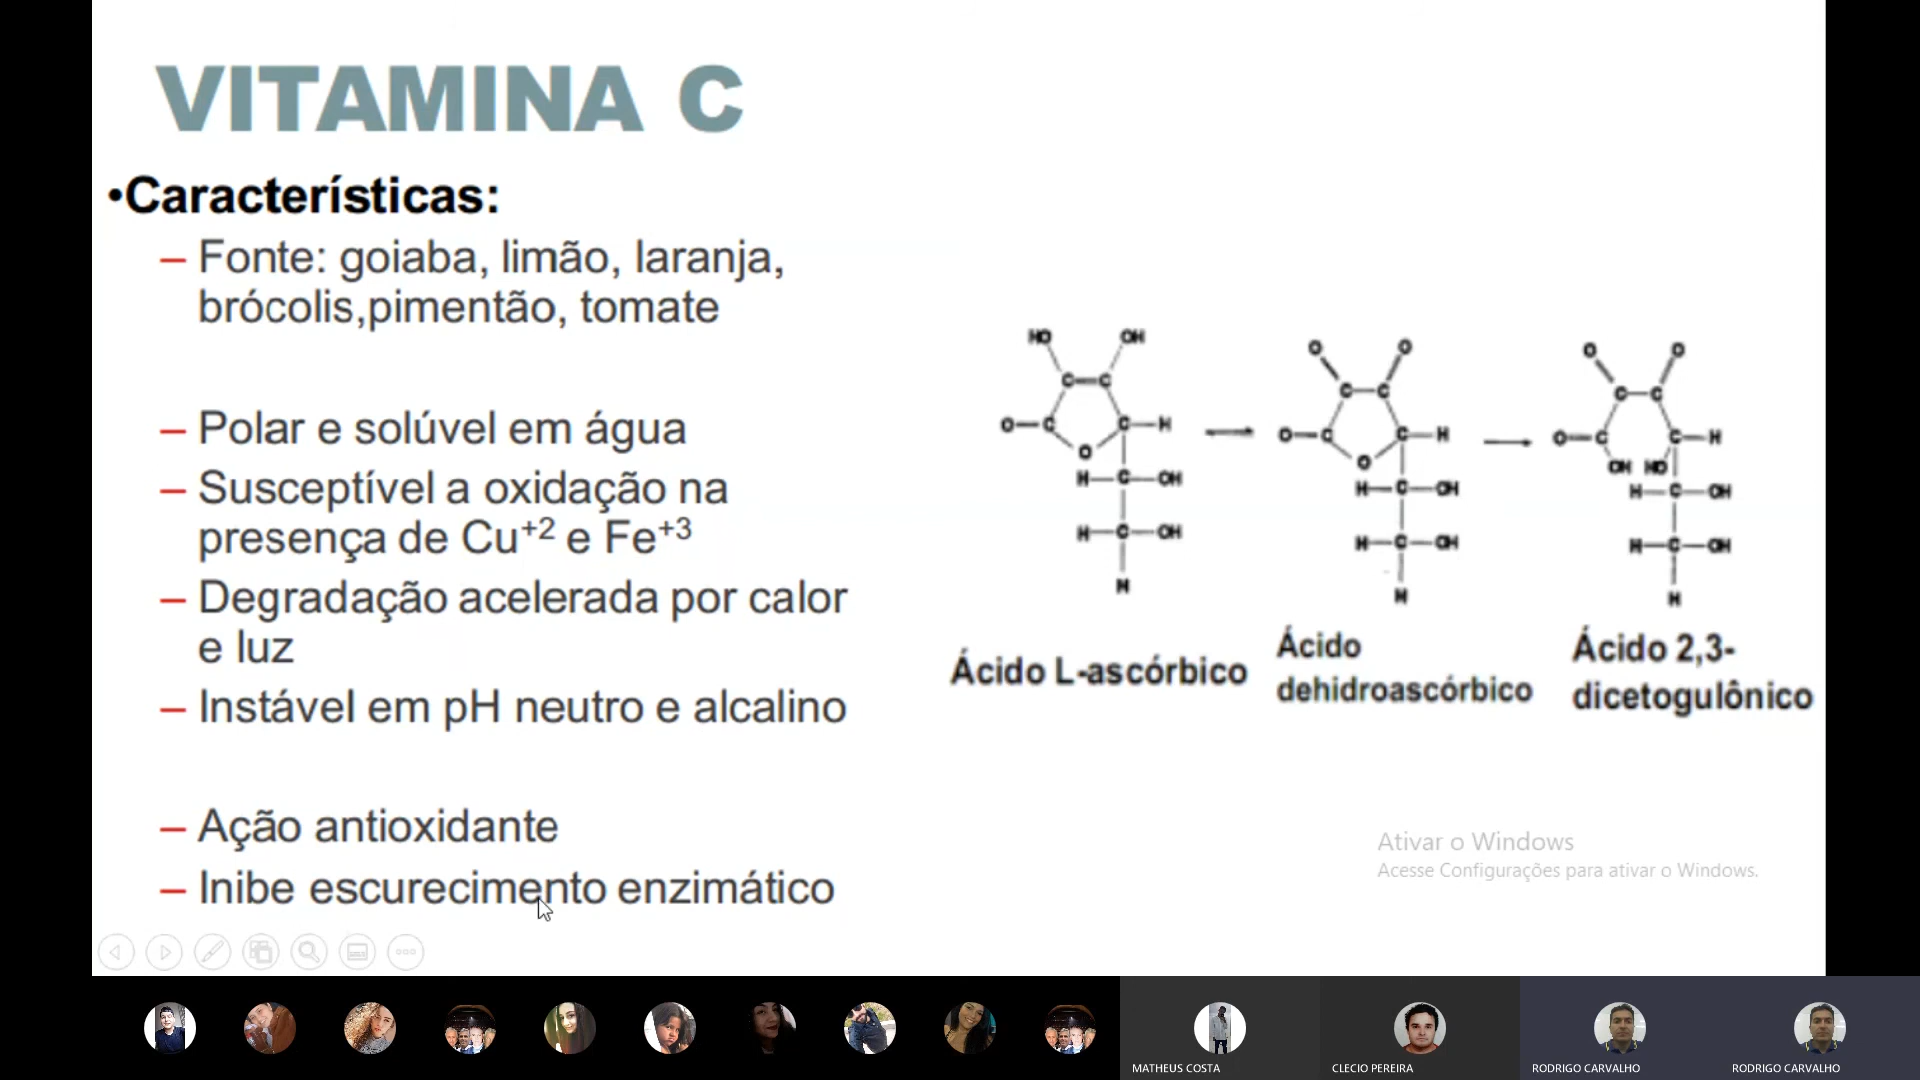 VITAMINA C
•Características:
– Fonte: goiaba, limão, laranja,
brócolis,pimentão, tomate
– Polar e solúvel em água
– Susceptível a oxidação na
presença de Cu+2 e Fe+3
– Degradação acelerada por calor
e luz
– Instável em pH neutro e alcalino
– Ação antioxidante
– Inibe escurecimento enzimático
HO OH
C C
O C C H
O
H C OH
H C OH
H
Ácido L-ascórbico
O O
C C
O C C H
O
H C OH
H C OH
H
Ácido
dehidroascórbico
O O
C C
O C C H
OH HO
H C OH
H C OH
H
Ácido 2,3-
dicetogulônico
Ativar o Windows
Acesse Configurações para ativar o Windows.
MATHEUS COSTA
CLECIO PEREIRA
RODRIGO CARVALHO
RODRIGO CARVALHO